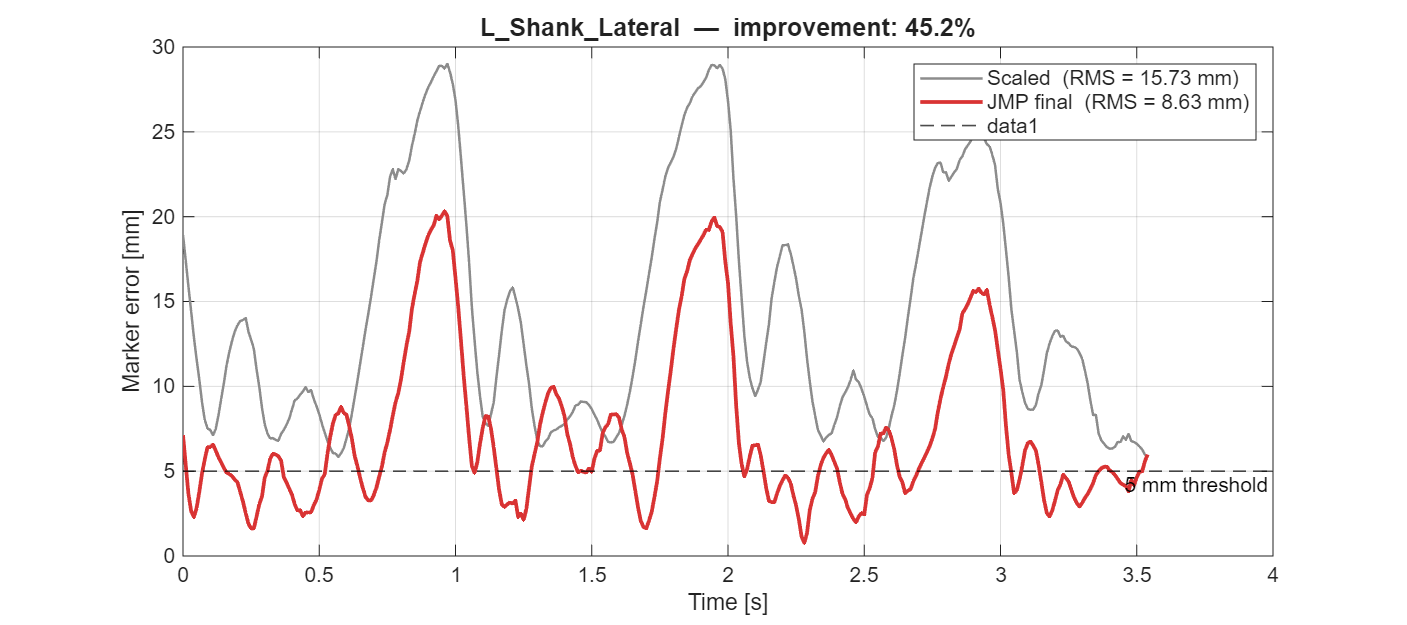 L_Shank_Lateral — improvement: 45.2%
30
25
20
15
10
5
0
Marker error [mm]
Scaled (RMS = 15.73 mm)
JMP final (RMS = 8.63 mm)
data1
5 mm threshold
0 0.5 1 1.5 2 2.5 3 3.5 4
Time [s]